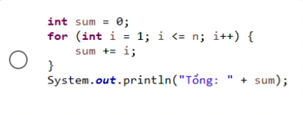 int sum = 0;
for (int i = 1; i <= n; i++) {
sum += i;
}
System.out.println("Tổng: " + sum);